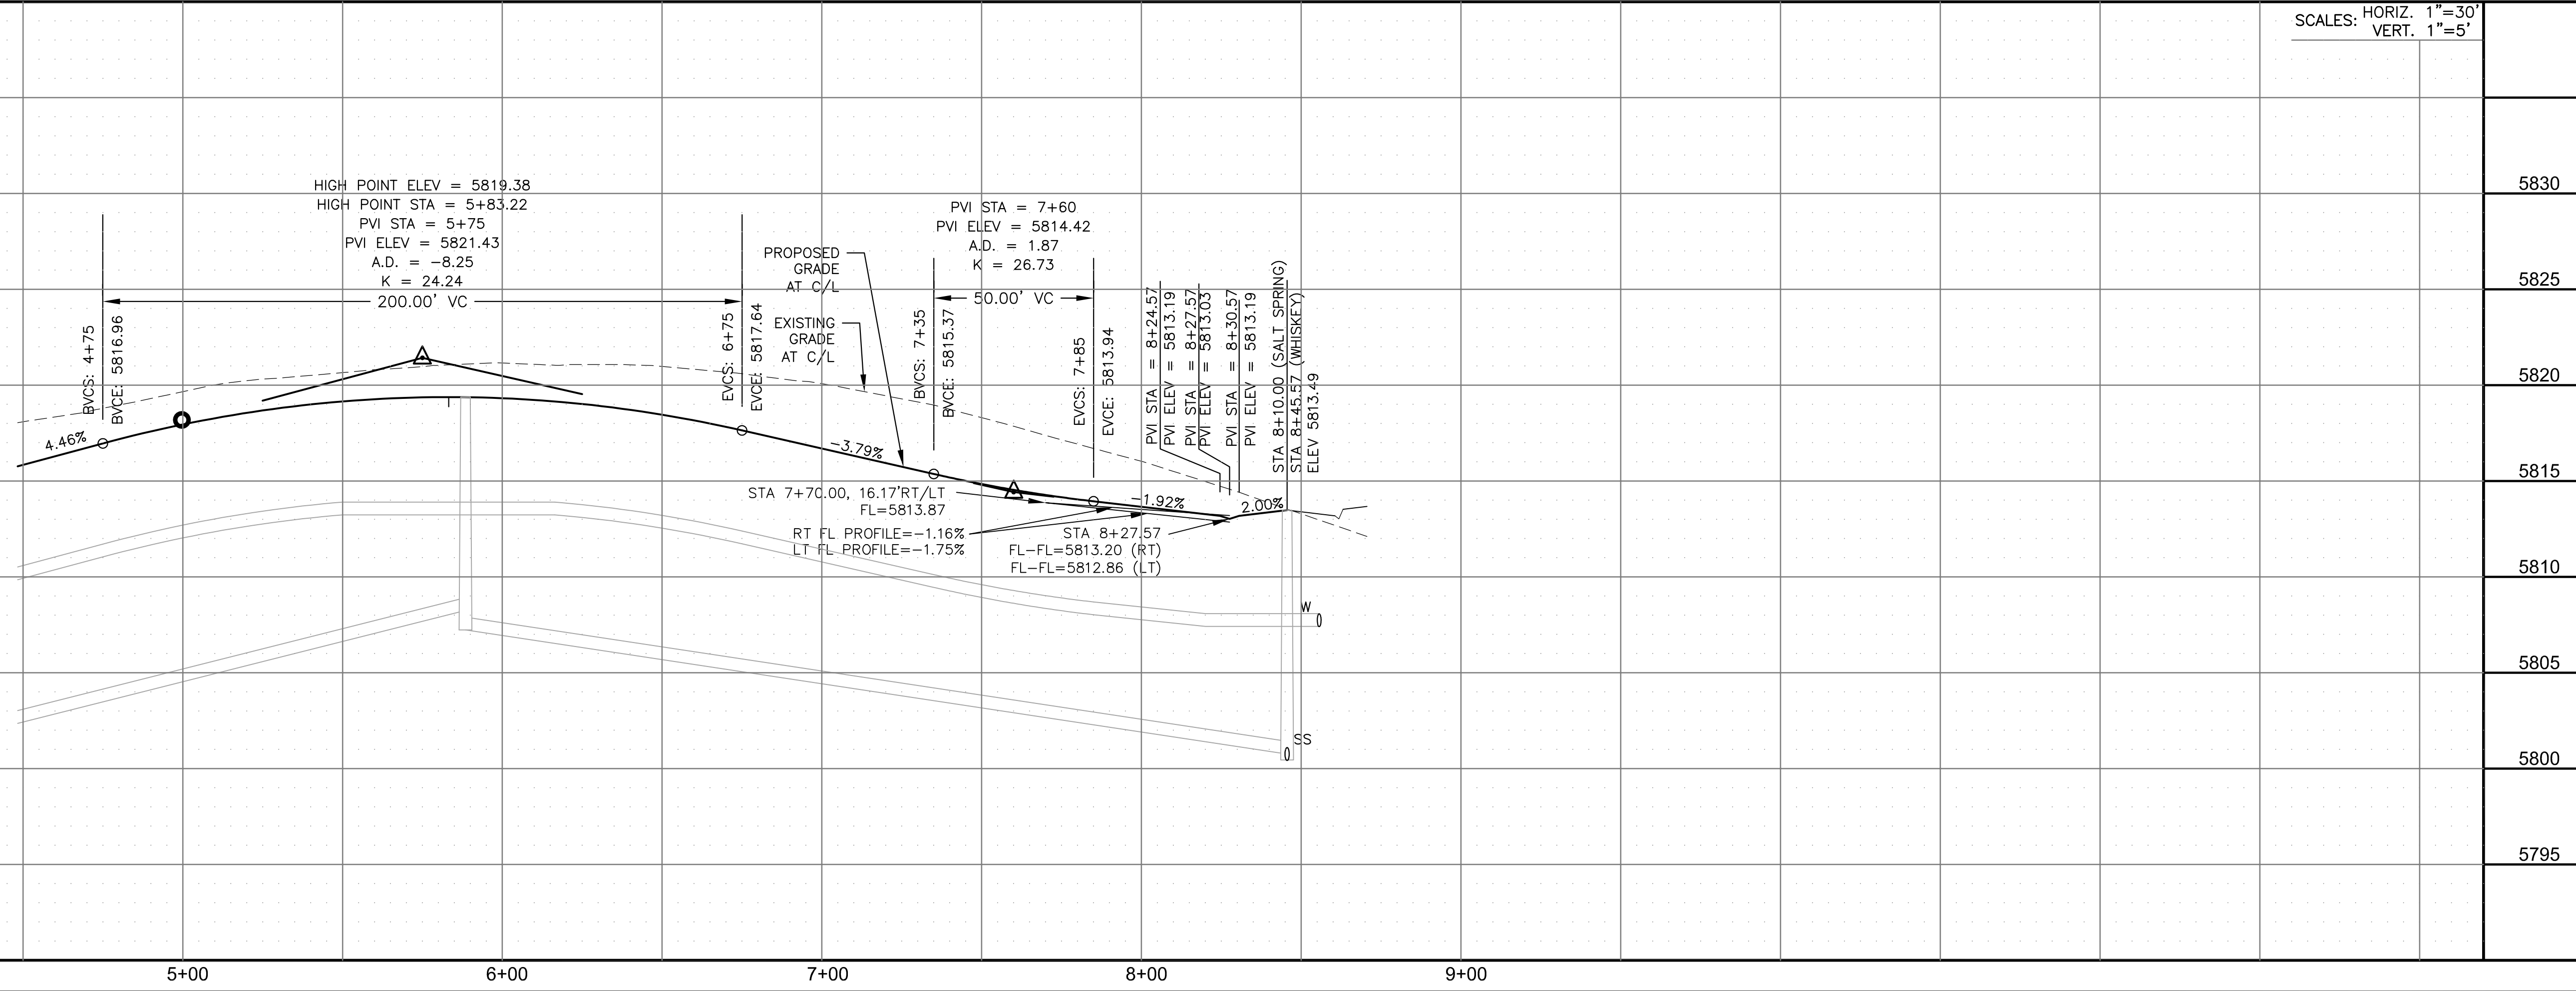 SCALES: HORIZ. 1"=30'
VERT. 1"=5'
HIGH POINT ELEV = 5819.38
HIGH POINT STA = 5+83.22
PVI STA = 5+75
PVI ELEV = 5821.43
A.D. = -8.25
K = 24.24
200.00' VC
BVCS: 4+75
BVCE: 5816.96
EVCS: 6+75
EVCE: 5817.64
4.46%
PROPOSED
GRADE
AT C/L
EXISTING
GRADE
AT C/L
-3.79%
PVI STA = 7+60
PVI ELEV = 5814.42
A.D. = 1.87
K = 26.73
50.00' VC
BVCS: 7+35
BVCE: 5815.37
EVCS: 7+85
EVCE: 5813.94
PVI STA = 8+24.57
PVI ELEV = 5813.19
PVI STA = 8+27.57
PVI ELEV = 5813.03
PVI STA = 8+30.57
PVI ELEV = 5813.19
STA 8+10.00 (SALT SPRING)
STA 8+45.57 (WHISKEY)
ELEV 5813.49
-1.92%
2.00%
STA 7+70.00, 16.17'RT/LT
FL=5813.87
RT FL PROFILE=-1.16%
LT FL PROFILE=-1.75%
STA 8+27.57
FL-FL=5813.20 (RT)
FL-FL=5812.86 (LT)
W
SS
5830
5825
5820
5815
5810
5805
5800
5795
5+00
6+00
7+00
8+00
9+00